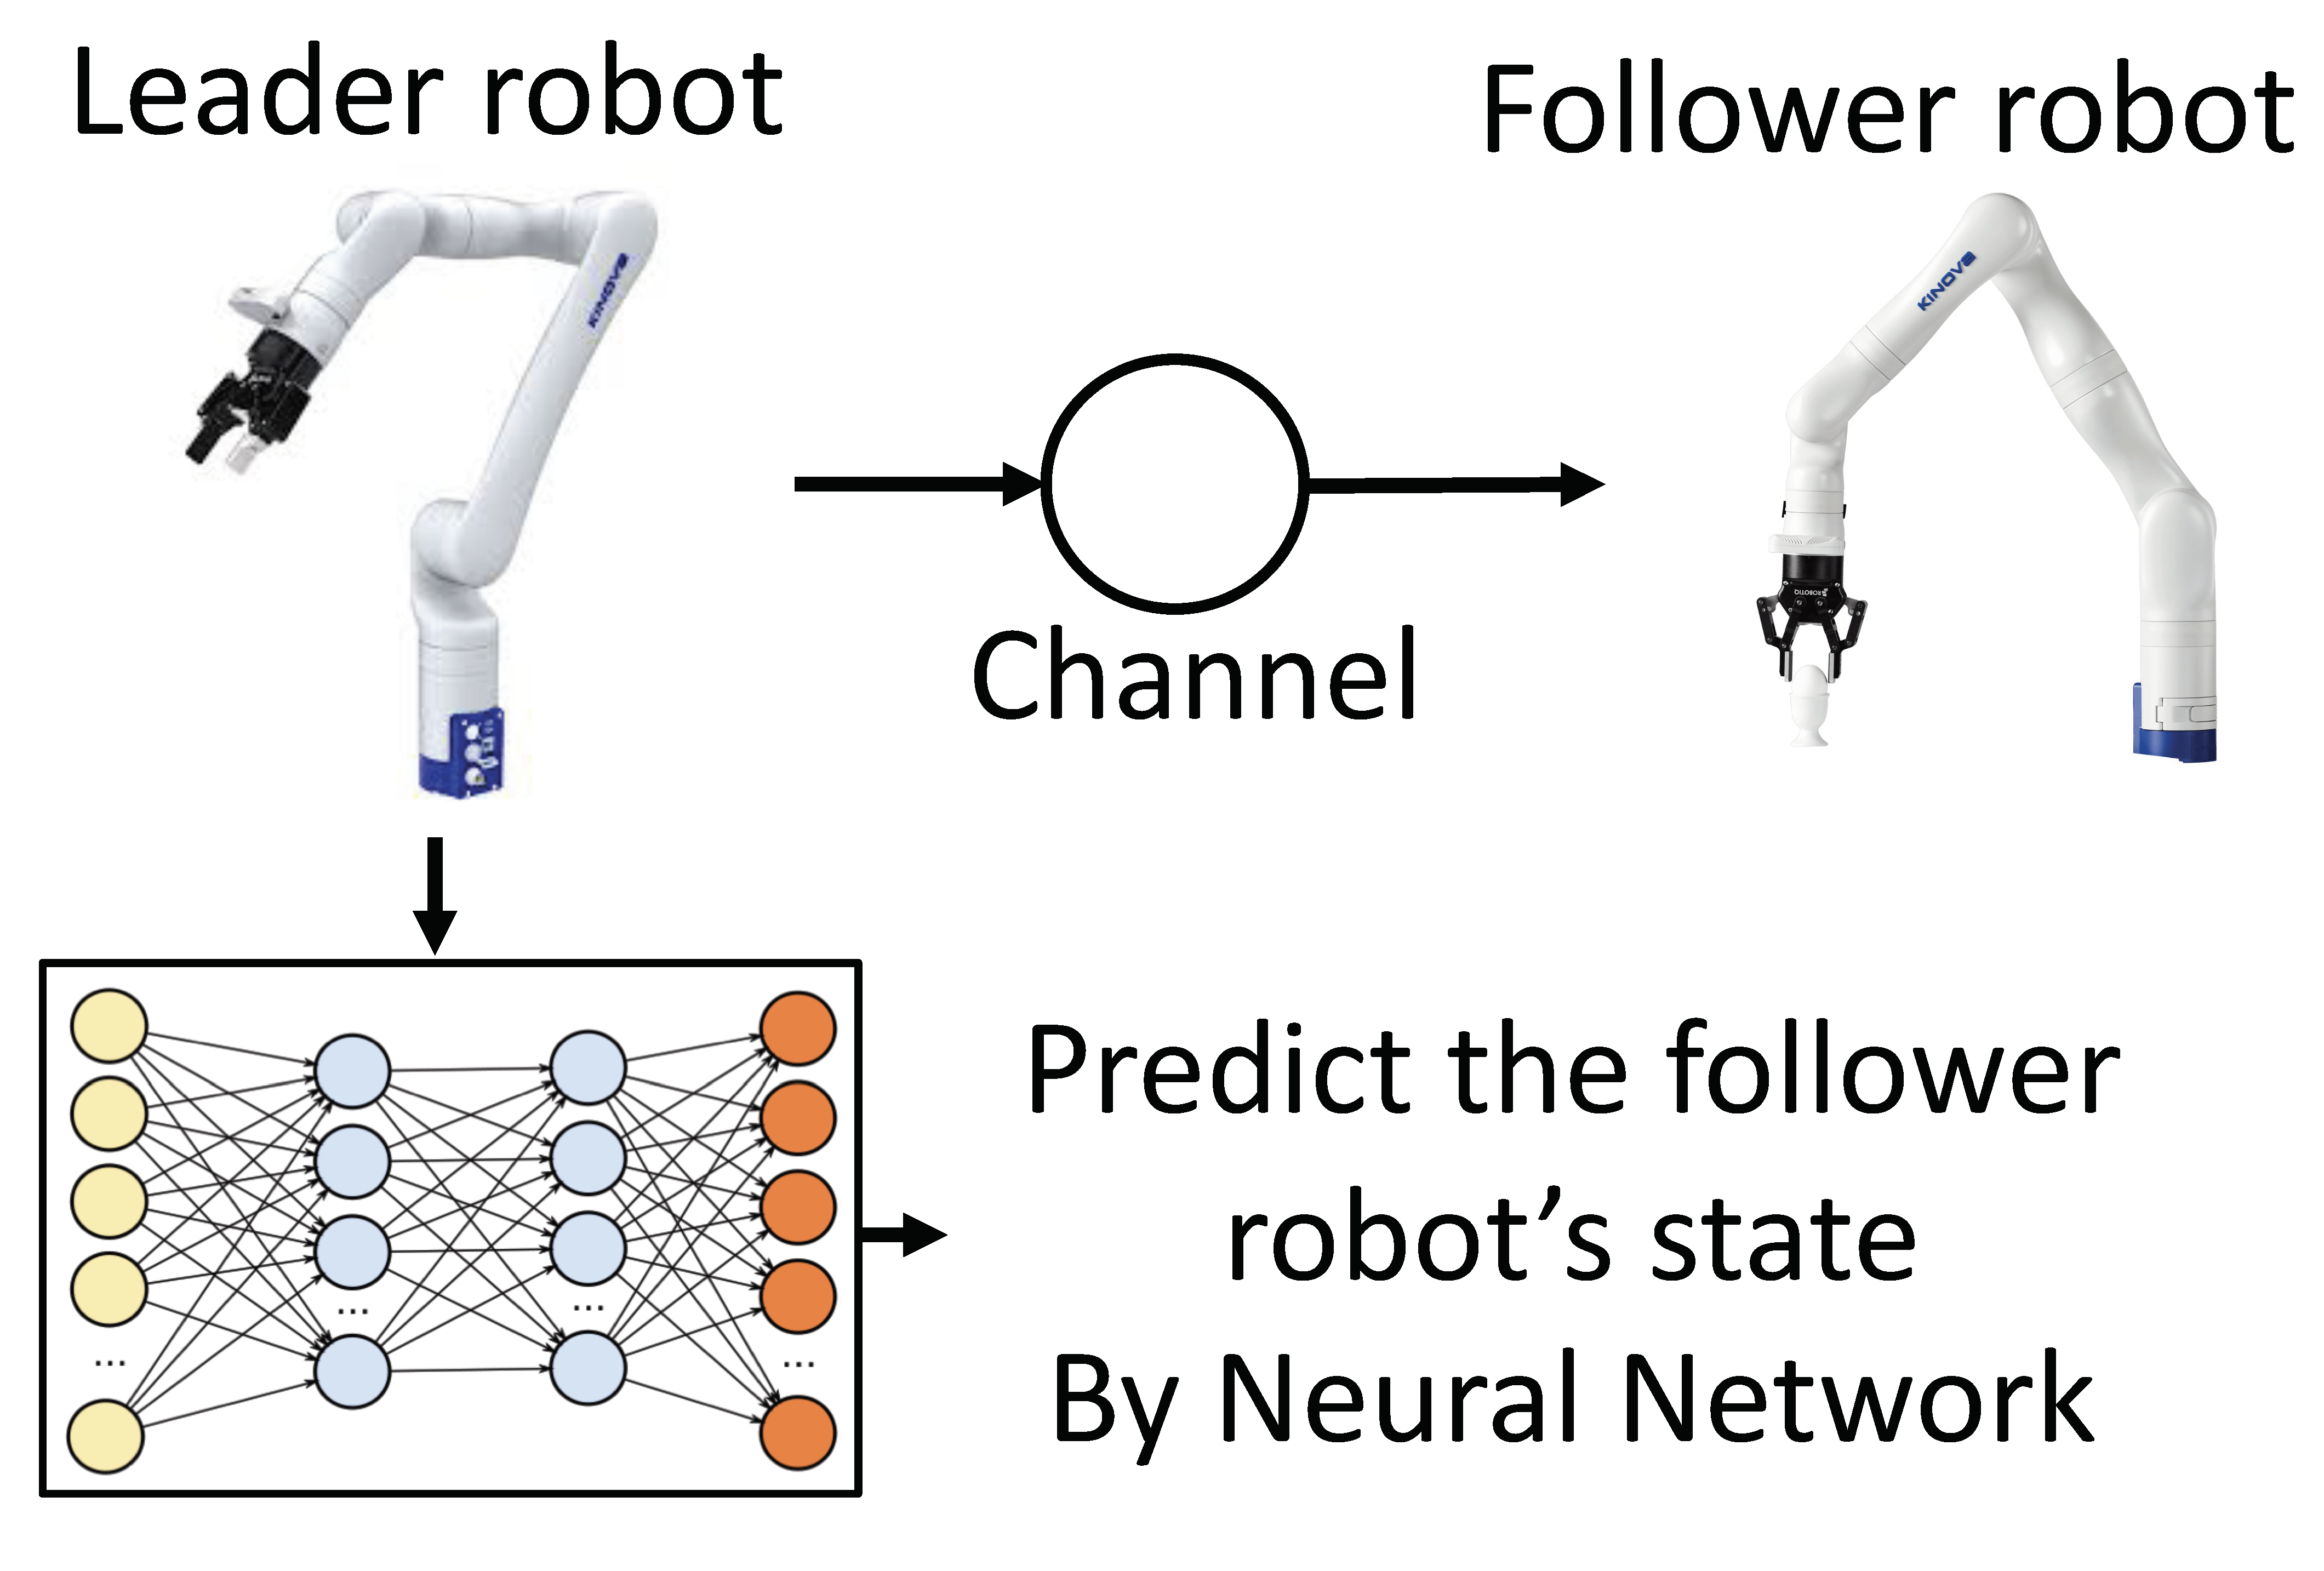 Leader robot
Follower robot
KINOVA
KINOVA
ROBOTIQ
Channel
...
...
...
...
Predict the follower
robot’s state
By Neural Network